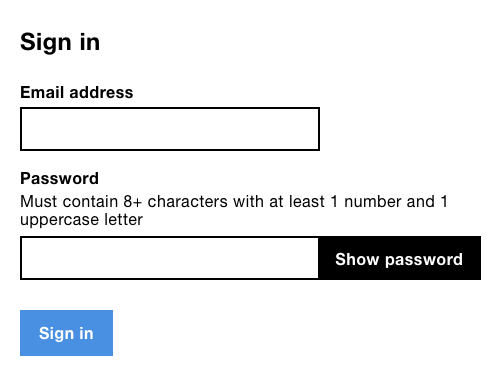 Sign in
Email address
Password
Must contain 8+ characters with at least 1 number and 1
uppercase letter
Show password
Sign in